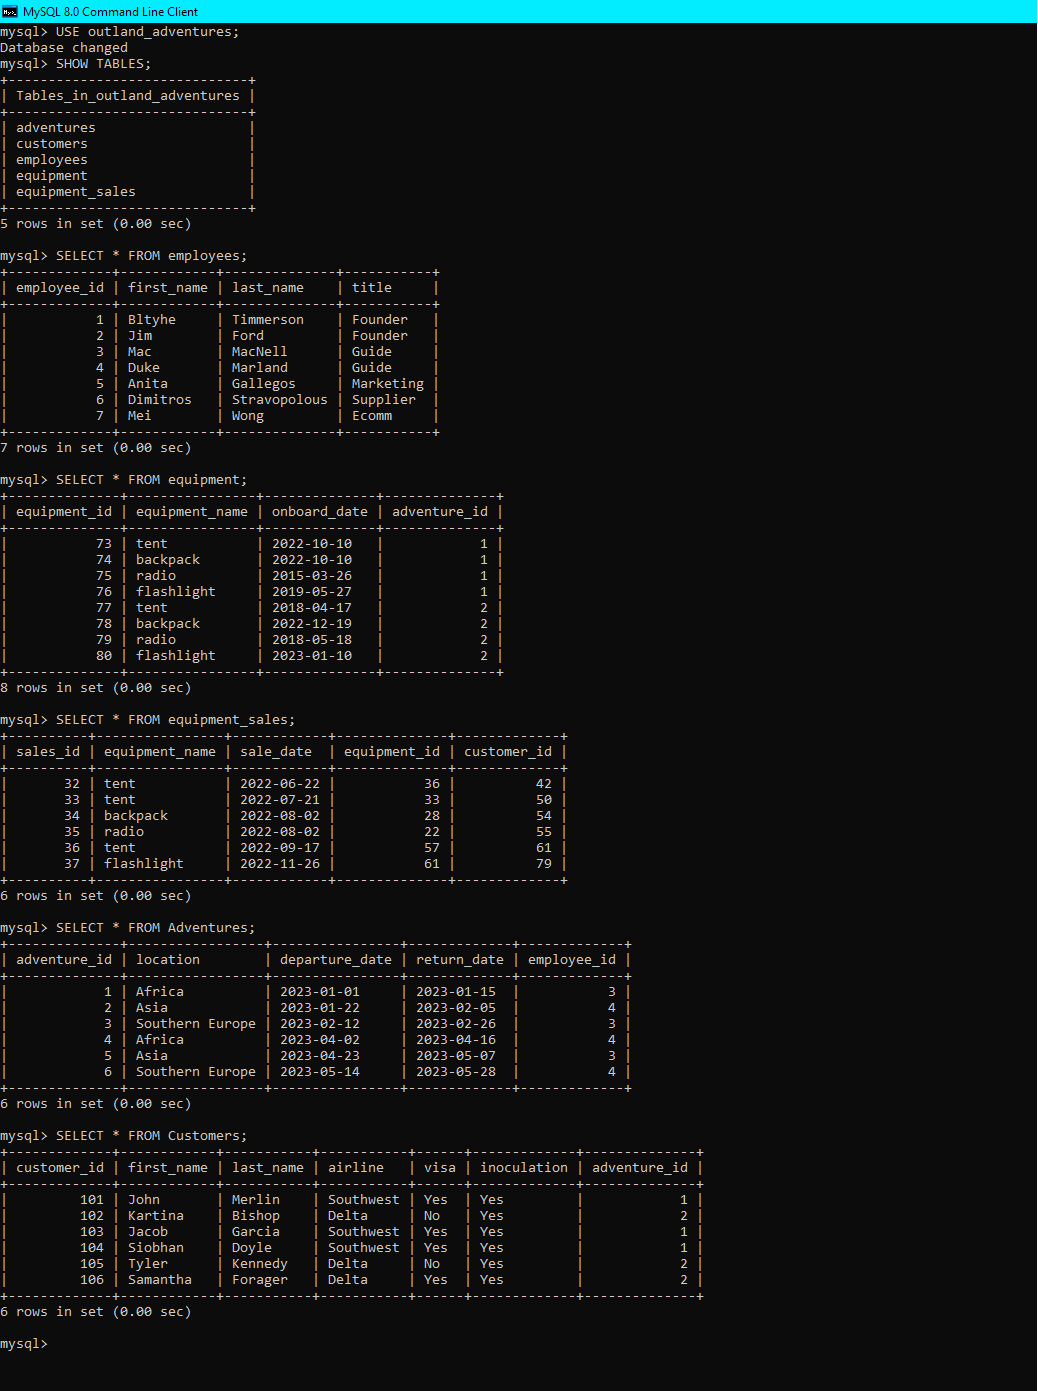 MySQL 8.0 Command Line Client
mysql> USE outland_adventures;
Database changed
mysql> SHOW TABLES;
+------------------------------+
| Tables_in_outland_adventures |
+------------------------------+
| adventures                   |
| customers                    |
| employees                    |
| equipment                    |
| equipment_sales              |
+------------------------------+
5 rows in set (0.00 sec)

mysql> SELECT * FROM employees;
+-------------+------------+--------------+-----------+
| employee_id | first_name | last_name    | title     |
+-------------+------------+--------------+-----------+
|           1 | Bltyhe     | Timmerson    | Founder   |
|           2 | Jim        | Ford         | Founder   |
|           3 | Mac        | MacNell      | Guide     |
|           4 | Duke       | Marland      | Guide     |
|           5 | Anita      | Gallegos     | Marketing |
|           6 | Dimitros   | Stravopolous | Supplier  |
|           7 | Mei        | Wong         | Ecomm     |
+-------------+------------+--------------+-----------+
7 rows in set (0.00 sec)

mysql> SELECT * FROM equipment;
+--------------+----------------+--------------+--------------+
| equipment_id | equipment_name | onboard_date | adventure_id |
+--------------+----------------+--------------+--------------+
|           73 | tent           | 2022-10-10   |            1 |
|           74 | backpack       | 2022-10-10   |            1 |
|           75 | radio          | 2015-03-26   |            1 |
|           76 | flashlight     | 2019-05-27   |            1 |
|           77 | tent           | 2018-04-17   |            2 |
|           78 | backpack       | 2022-12-19   |            2 |
|           79 | radio          | 2018-05-18   |            2 |
|           80 | flashlight     | 2023-01-10   |            2 |
+--------------+----------------+--------------+--------------+
8 rows in set (0.00 sec)

mysql> SELECT * FROM equipment_sales;
+----------+----------------+------------+--------------+-------------+
| sales_id | equipment_name | sale_date  | equipment_id | customer_id |
+----------+----------------+------------+--------------+-------------+
|       32 | tent           | 2022-06-22 |           36 |          42 |
|       33 | tent           | 2022-07-21 |           33 |          50 |
|       34 | backpack       | 2022-08-02 |           28 |          54 |
|       35 | radio          | 2022-08-02 |           22 |          55 |
|       36 | tent           | 2022-09-17 |           57 |          61 |
|       37 | flashlight     | 2022-11-26 |           61 |          79 |
+----------+----------------+------------+--------------+-------------+
6 rows in set (0.00 sec)

mysql> SELECT * FROM Adventures;
+--------------+-----------------+----------------+-------------+-------------+
| adventure_id | location        | departure_date | return_date | employee_id |
+--------------+-----------------+----------------+-------------+-------------+
|            1 | Africa          | 2023-01-01     | 2023-01-15  |           3 |
|            2 | Asia            | 2023-01-22     | 2023-02-05  |           4 |
|            3 | Southern Europe | 2023-02-12     | 2023-02-26  |           3 |
|            4 | Africa          | 2023-04-02     | 2023-04-16  |           4 |
|            5 | Asia            | 2023-04-23     | 2023-05-07  |           3 |
|            6 | Southern Europe | 2023-05-14     | 2023-05-28  |           4 |
+--------------+-----------------+----------------+-------------+-------------+
6 rows in set (0.00 sec)

mysql> SELECT * FROM Customers;
+-------------+------------+-----------+-----------+------+-------------+--------------+
| customer_id | first_name | last_name | airline   | visa | inoculation | adventure_id |
+-------------+------------+-----------+-----------+------+-------------+--------------+
|         101 | John       | Merlin    | Southwest | Yes  | Yes         |            1 |
|         102 | Kartina    | Bishop    | Delta     | No   | Yes         |            2 |
|         103 | Jacob      | Garcia    | Southwest | Yes  | Yes         |            1 |
|         104 | Siobhan    | Doyle     | Southwest | Yes  | Yes         |            1 |
|         105 | Tyler      | Kennedy   | Delta     | No   | Yes         |            2 |
|         106 | Samantha   | Forager   | Delta     | Yes  | Yes         |            2 |
+-------------+------------+-----------+-----------+------+-------------+--------------+
6 rows in set (0.00 sec)

mysql>